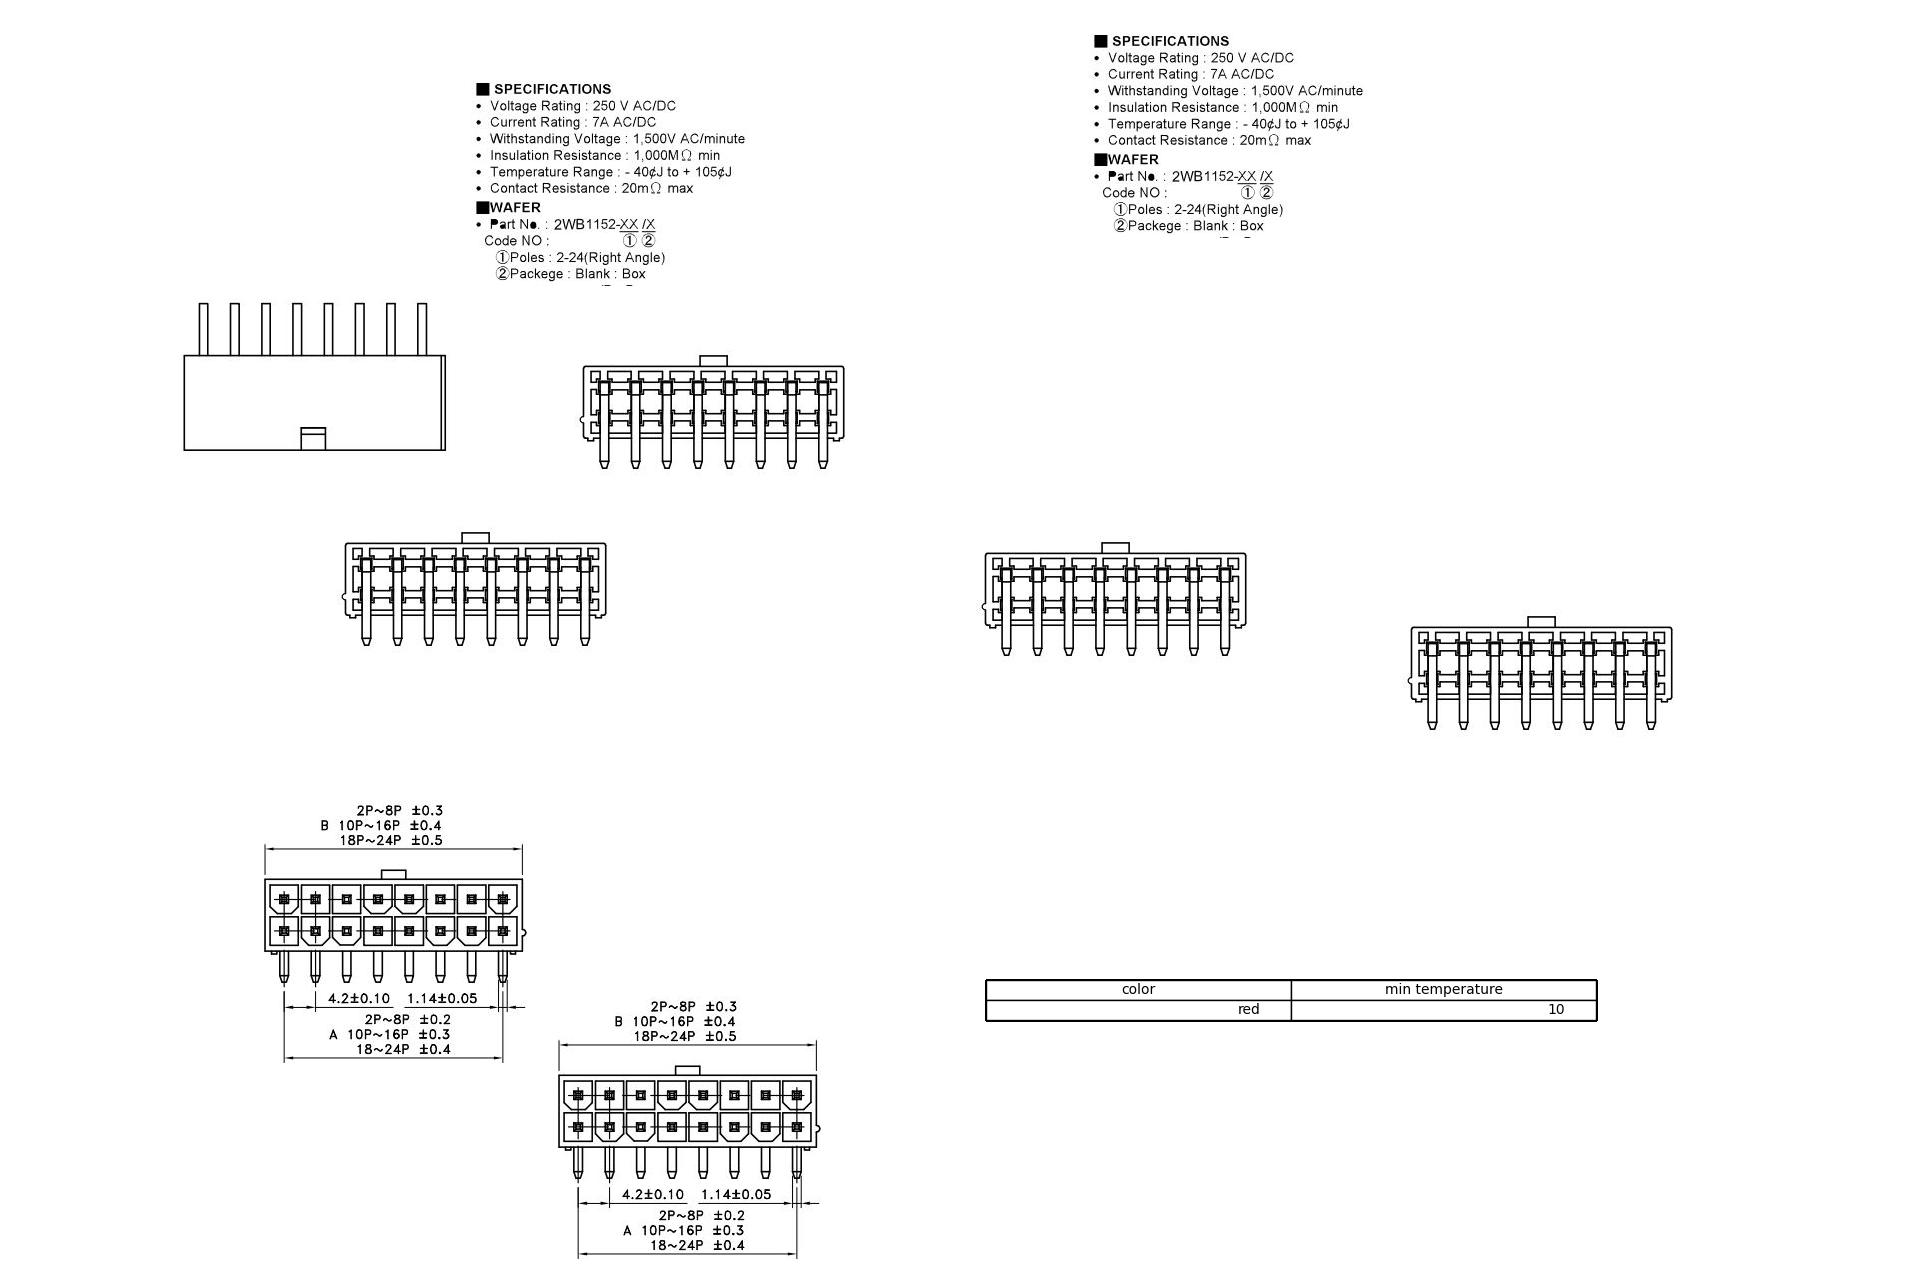 ■ SPECIFICATIONS
• Voltage Rating : 250 V AC/DC
• Current Rating : 7A AC/DC
• Withstanding Voltage : 1,500V AC/minute
• Insulation Resistance : 1,000MΩ min
• Temperature Range : - 40¢J to + 105¢J
• Contact Resistance : 20mΩ max
■WAFER
• Part No. : 2WB1152-XX /X
Code NO : ① ②
①Poles : 2-24(Right Angle)
②Packege : Blank : Box
■ SPECIFICATIONS
• Voltage Rating : 250 V AC/DC
• Current Rating : 7A AC/DC
• Withstanding Voltage : 1,500V AC/minute
• Insulation Resistance : 1,000MΩ min
• Temperature Range : - 40¢J to + 105¢J
• Contact Resistance : 20mΩ max
■WAFER
• Part No. : 2WB1152-XX /X
Code NO : ① ②
①Poles : 2-24(Right Angle)
②Packege : Blank : Box
2P~8P ±0.3
B 10P~16P ±0.4
18P~24P ±0.5
4.2±0.10 1.14±0.05
2P~8P ±0.2
A 10P~16P ±0.3
18~24P ±0.4
2P~8P ±0.3
B 10P~16P ±0.4
18P~24P ±0.5
4.2±0.10 1.14±0.05
2P~8P ±0.2
A 10P~16P ±0.3
18~24P ±0.4
color min temperature
red 10